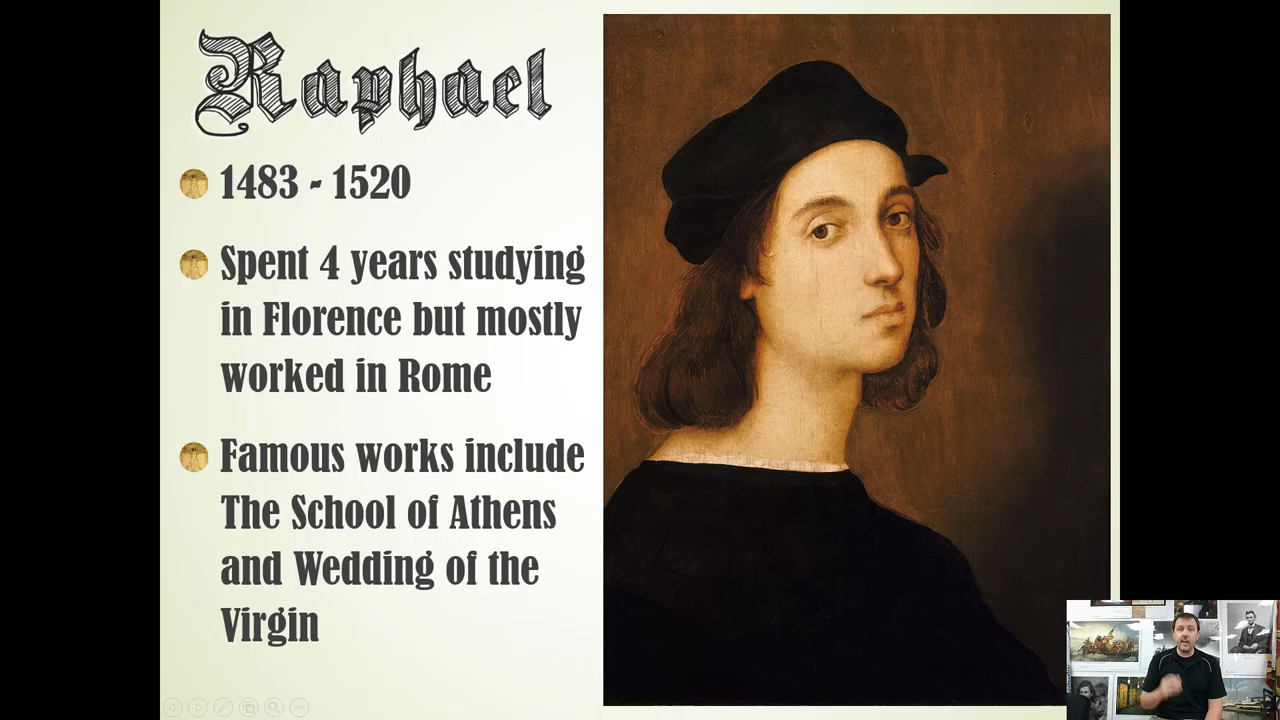 Raphael
1483 - 1520
Spent 4 years studying
in Florence but mostly
worked in Rome
Famous works include
The School of Athens
and Wedding of the
Virgin